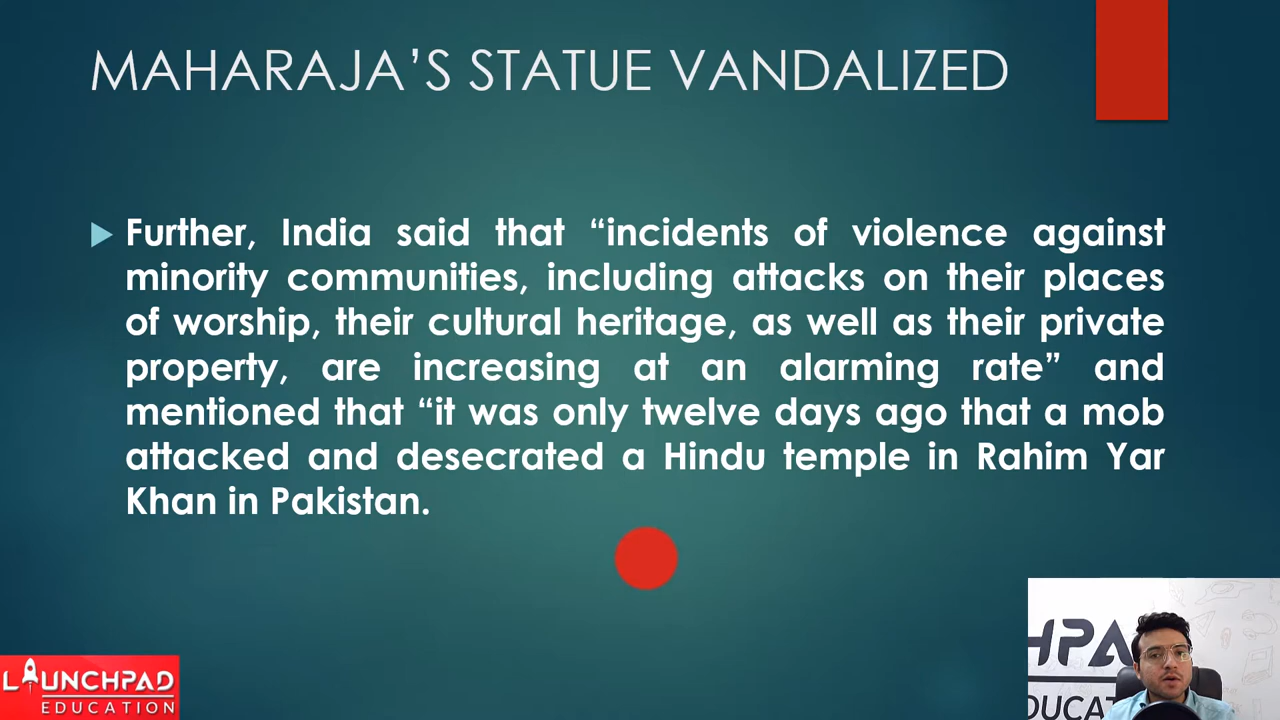 MAHARAJA’S STATUE VANDALIZED
Further, India said that “incidents of violence against
minority communities, including attacks on their places
of worship, their cultural heritage, as well as their private
property, are increasing at an alarming rate” and
mentioned that “it was only twelve days ago that a mob
attacked and desecrated a Hindu temple in Rahim Yar
Khan in Pakistan.
LAUNCHPAD
EDUCATION
HPA
DUCAT